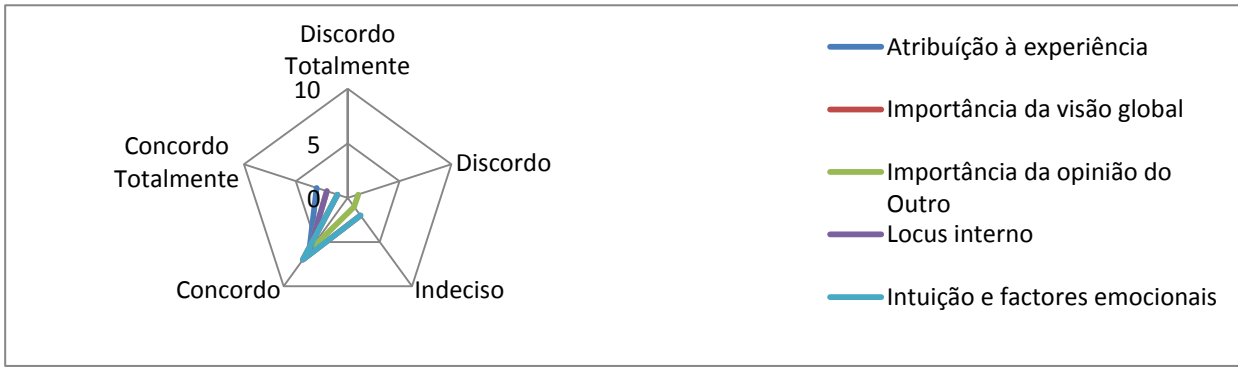 Discordo
Totalmente
10
5
0
Discordo
Indeciso
Concordo
Concordo
Totalmente
Atribuíção à experiência
Importância da visão global
Importância da opinião do
Outro
Locus interno
Intuição e factores emocionais